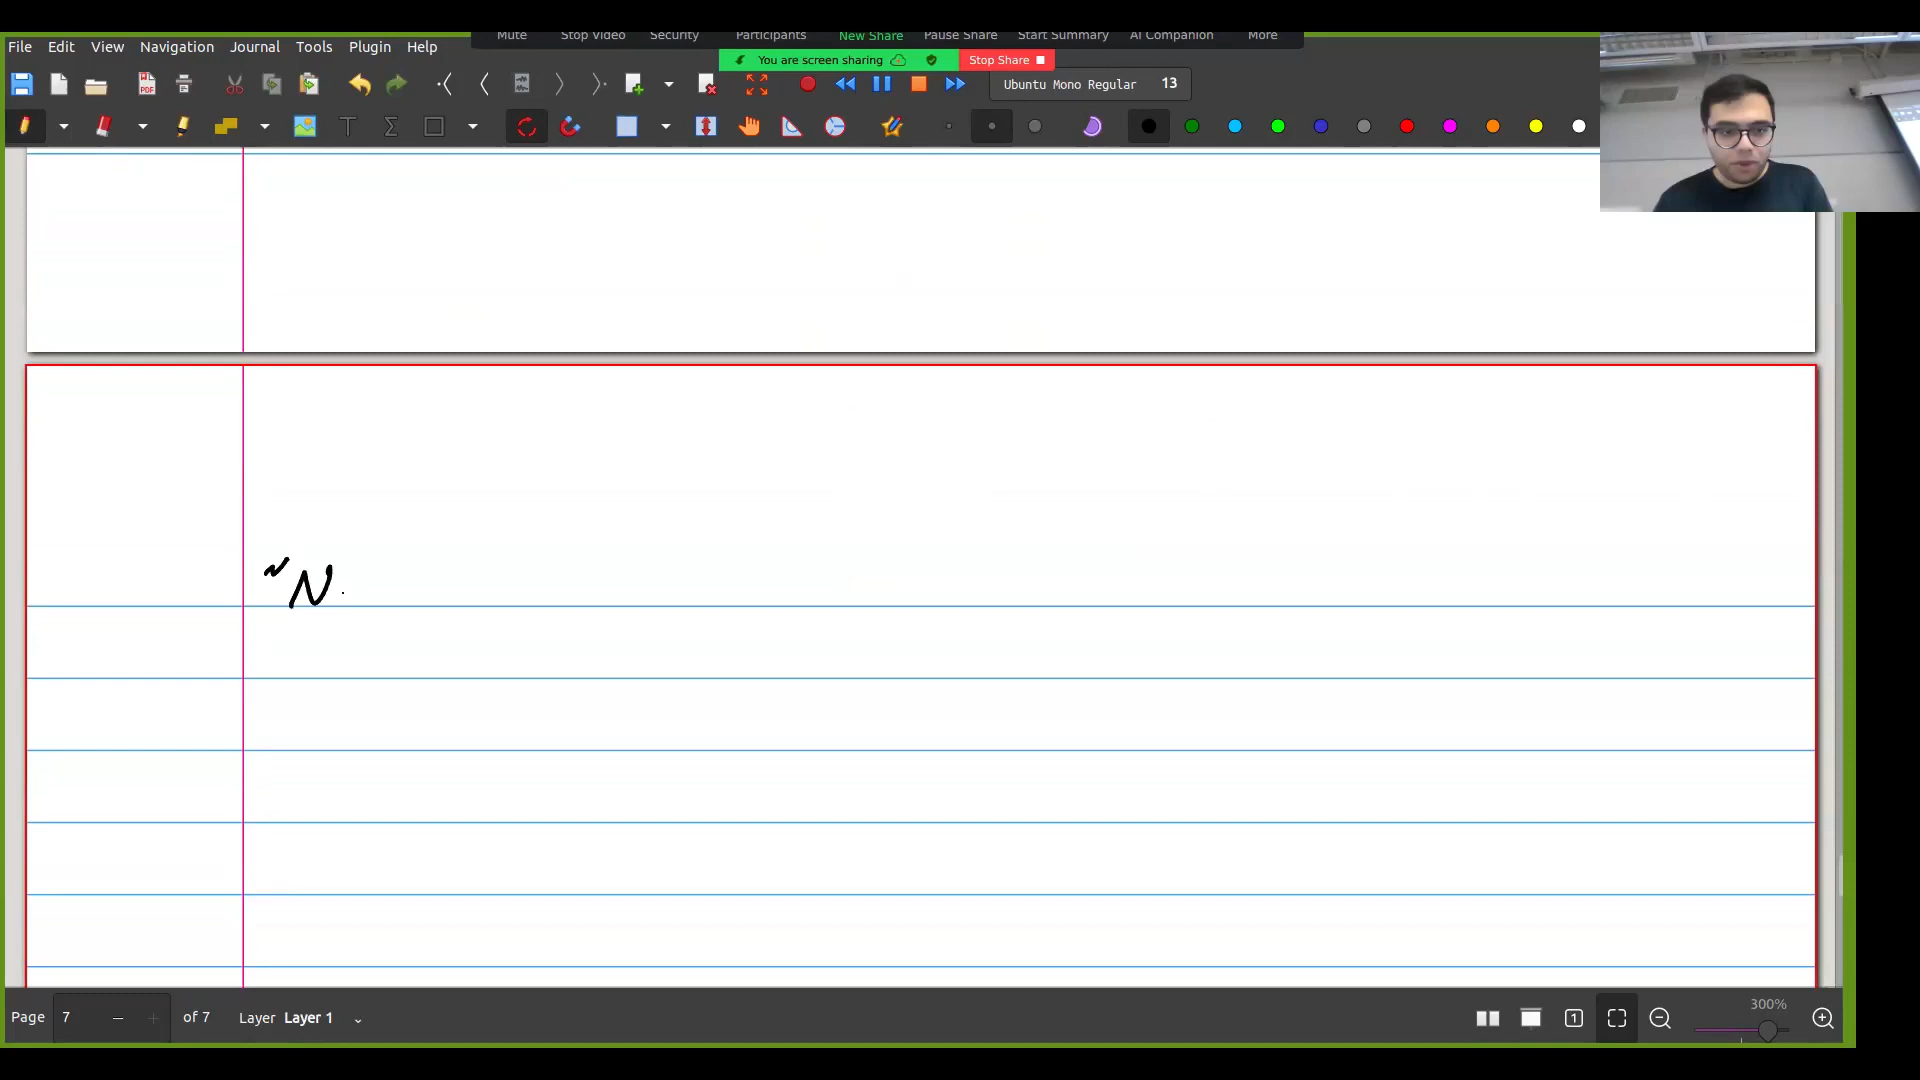 Mute Stop Video Security Participants New Share Pause Share Start Summary AI Companion More
File Edit View Navigation Journal Tools Plugin Help
You are screen sharing Stop Share
PDF
Ubuntu Mono Regular 13
T Σ
"N
Page 7 of 7 Layer Layer 1
1
300%